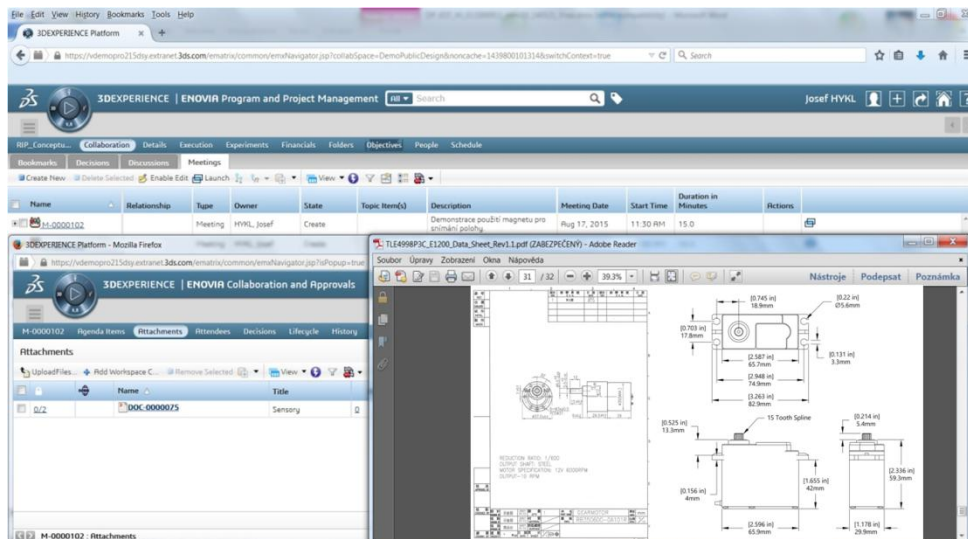 File Edit View History Bookmarks Tools Help
3DEXPERIENCE Platform
https://vdemopro215dsy.extranet.3ds.com/ematrix/common/emxNavigator.jsp?collabSpace=DemoPublicDesign&noncache=1439800101314&switchContext=true
Search
3DEXPERIENCE | ENOVIA Program and Project Management All Search Josef HYKL
RIP_Conceptu... Collaboration Details Execution Experiments Financials Folders Objectives People Schedule
Bookmarks Decisions Discussions Meetings
Create New Delete Selected Enable Edit Launch View
Name Relationship Type Owner State Topic Item(s) Description Meeting Date Start Time Duration in Minutes Actions
M-0000102 Meeting HYKL, Josef Create Demonstrace použití magnetu pro
snímání polohy Aug 17, 2015 11:30 AM 15.0
3DEXPERIENCE Platform - Mozilla Firefox
https://vdemopro215dsy.extranet.3ds.com/ematrix/common/emxNavigator.jsp?isPopup=true
3DEXPERIENCE | ENOVIA Collaboration and Approvals
M-0000102 Agenda Items Attachments Attendees Decisions Lifecycle History
Attachments
UploadFiles... Add Workspace C... Remove Selected View
Name Title
0/2 DOC-0000075 Sensory 0
M-0000102 : Attachments
TLE4998P3C_E1200_Data_Sheet_Rev1.1.pdf (ZABEZPEČENÝ) - Adobe Reader
Soubor Úpravy Zobrazení Okna Nápověda
31 / 32 39,3% Nástroje Podepsat Poznámka
REDUCTION RATIO:
OUTPUT SHAFT: STEEL
MOTOR SPECIFICATION: 12V
GEARMOTOR
[0.745 in]
18.9mm
[0.22 in]
Ø5.6mm
[0.703 in]
17.8mm
[0.131 in]
3.3mm
[2.587 in]
65.7mm
[2.948 in]
74.9mm
[3.263 in]
82.9mm
15 Tooth Spline
[0.525 in]
13.3mm
[0.214 in]
5.4mm
[0.156 in]
4mm
[1.655 in]
42mm
[2.336 in]
59.3mm
[2.596 in]
65.9mm
[1.178 in]
29.9mm